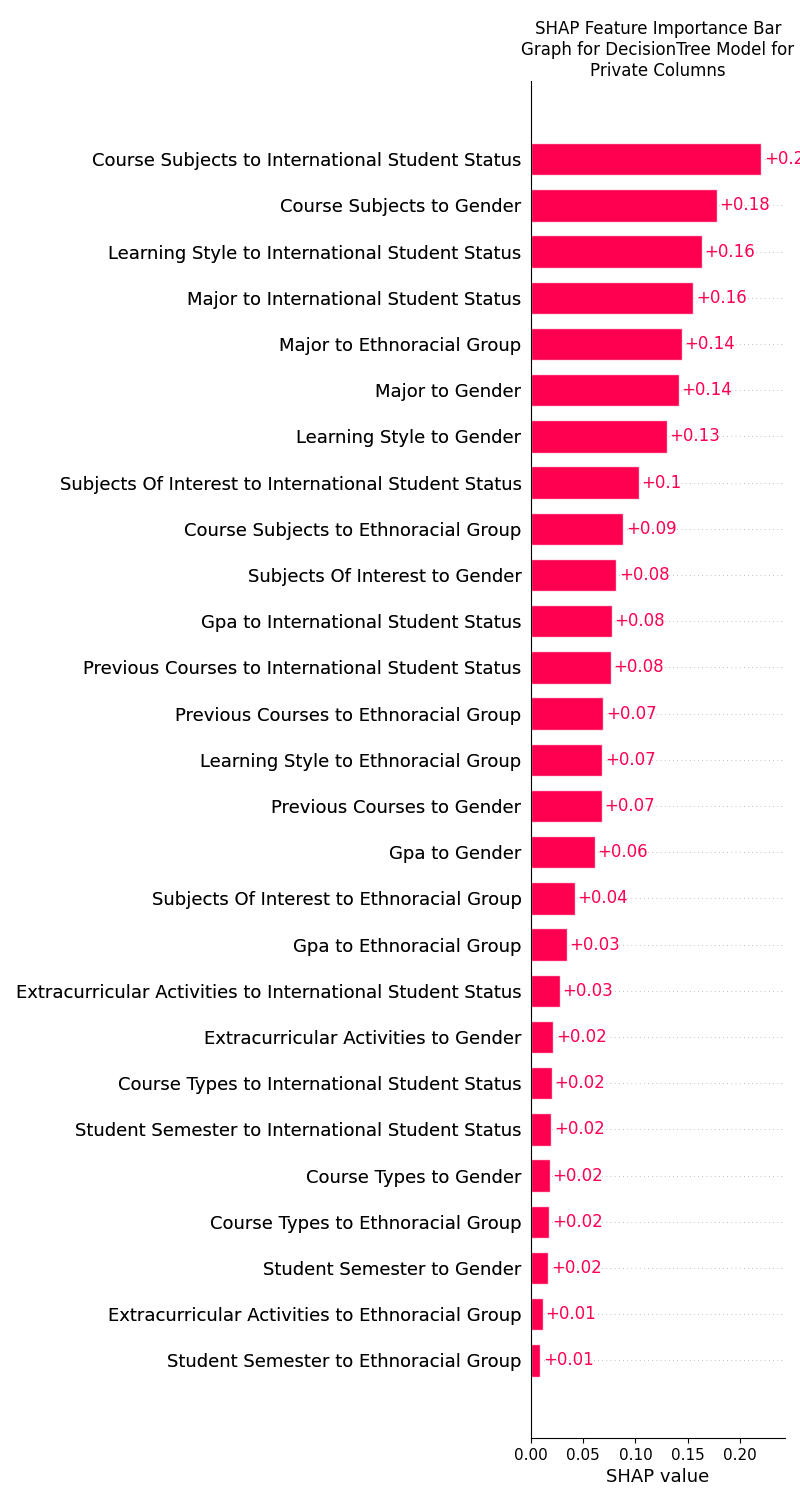 SHAP Feature Importance Bar
Graph for DecisionTree Model for
Private Columns
Course Subjects to International Student Status +0.2
Course Subjects to Gender +0.18
Learning Style to International Student Status +0.16
Major to International Student Status +0.16
Major to Ethnoracial Group +0.14
Major to Gender +0.14
Learning Style to Gender +0.13
Subjects Of Interest to International Student Status +0.1
Course Subjects to Ethnoracial Group +0.09
Subjects Of Interest to Gender +0.08
Gpa to International Student Status +0.08
Previous Courses to International Student Status +0.08
Previous Courses to Ethnoracial Group +0.07
Learning Style to Ethnoracial Group +0.07
Previous Courses to Gender +0.07
Gpa to Gender +0.06
Subjects Of Interest to Ethnoracial Group +0.04
Gpa to Ethnoracial Group +0.03
Extracurricular Activities to International Student Status +0.03
Extracurricular Activities to Gender +0.02
Course Types to International Student Status +0.02
Student Semester to International Student Status +0.02
Course Types to Gender +0.02
Course Types to Ethnoracial Group +0.02
Student Semester to Gender +0.02
Extracurricular Activities to Ethnoracial Group +0.01
Student Semester to Ethnoracial Group +0.01
0.00 0.05 0.10 0.15 0.20
SHAP value